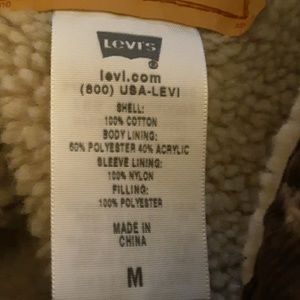 LEVI'S
levi.com
(800) USA-LEVI
SHELL:
100% COTTON
BODY LINING:
60% POLYESTER 40% ACRYLIC
SLEEVE LINING:
100% NYLON
FILLING:
100% POLYESTER
MADE IN
CHINA
M